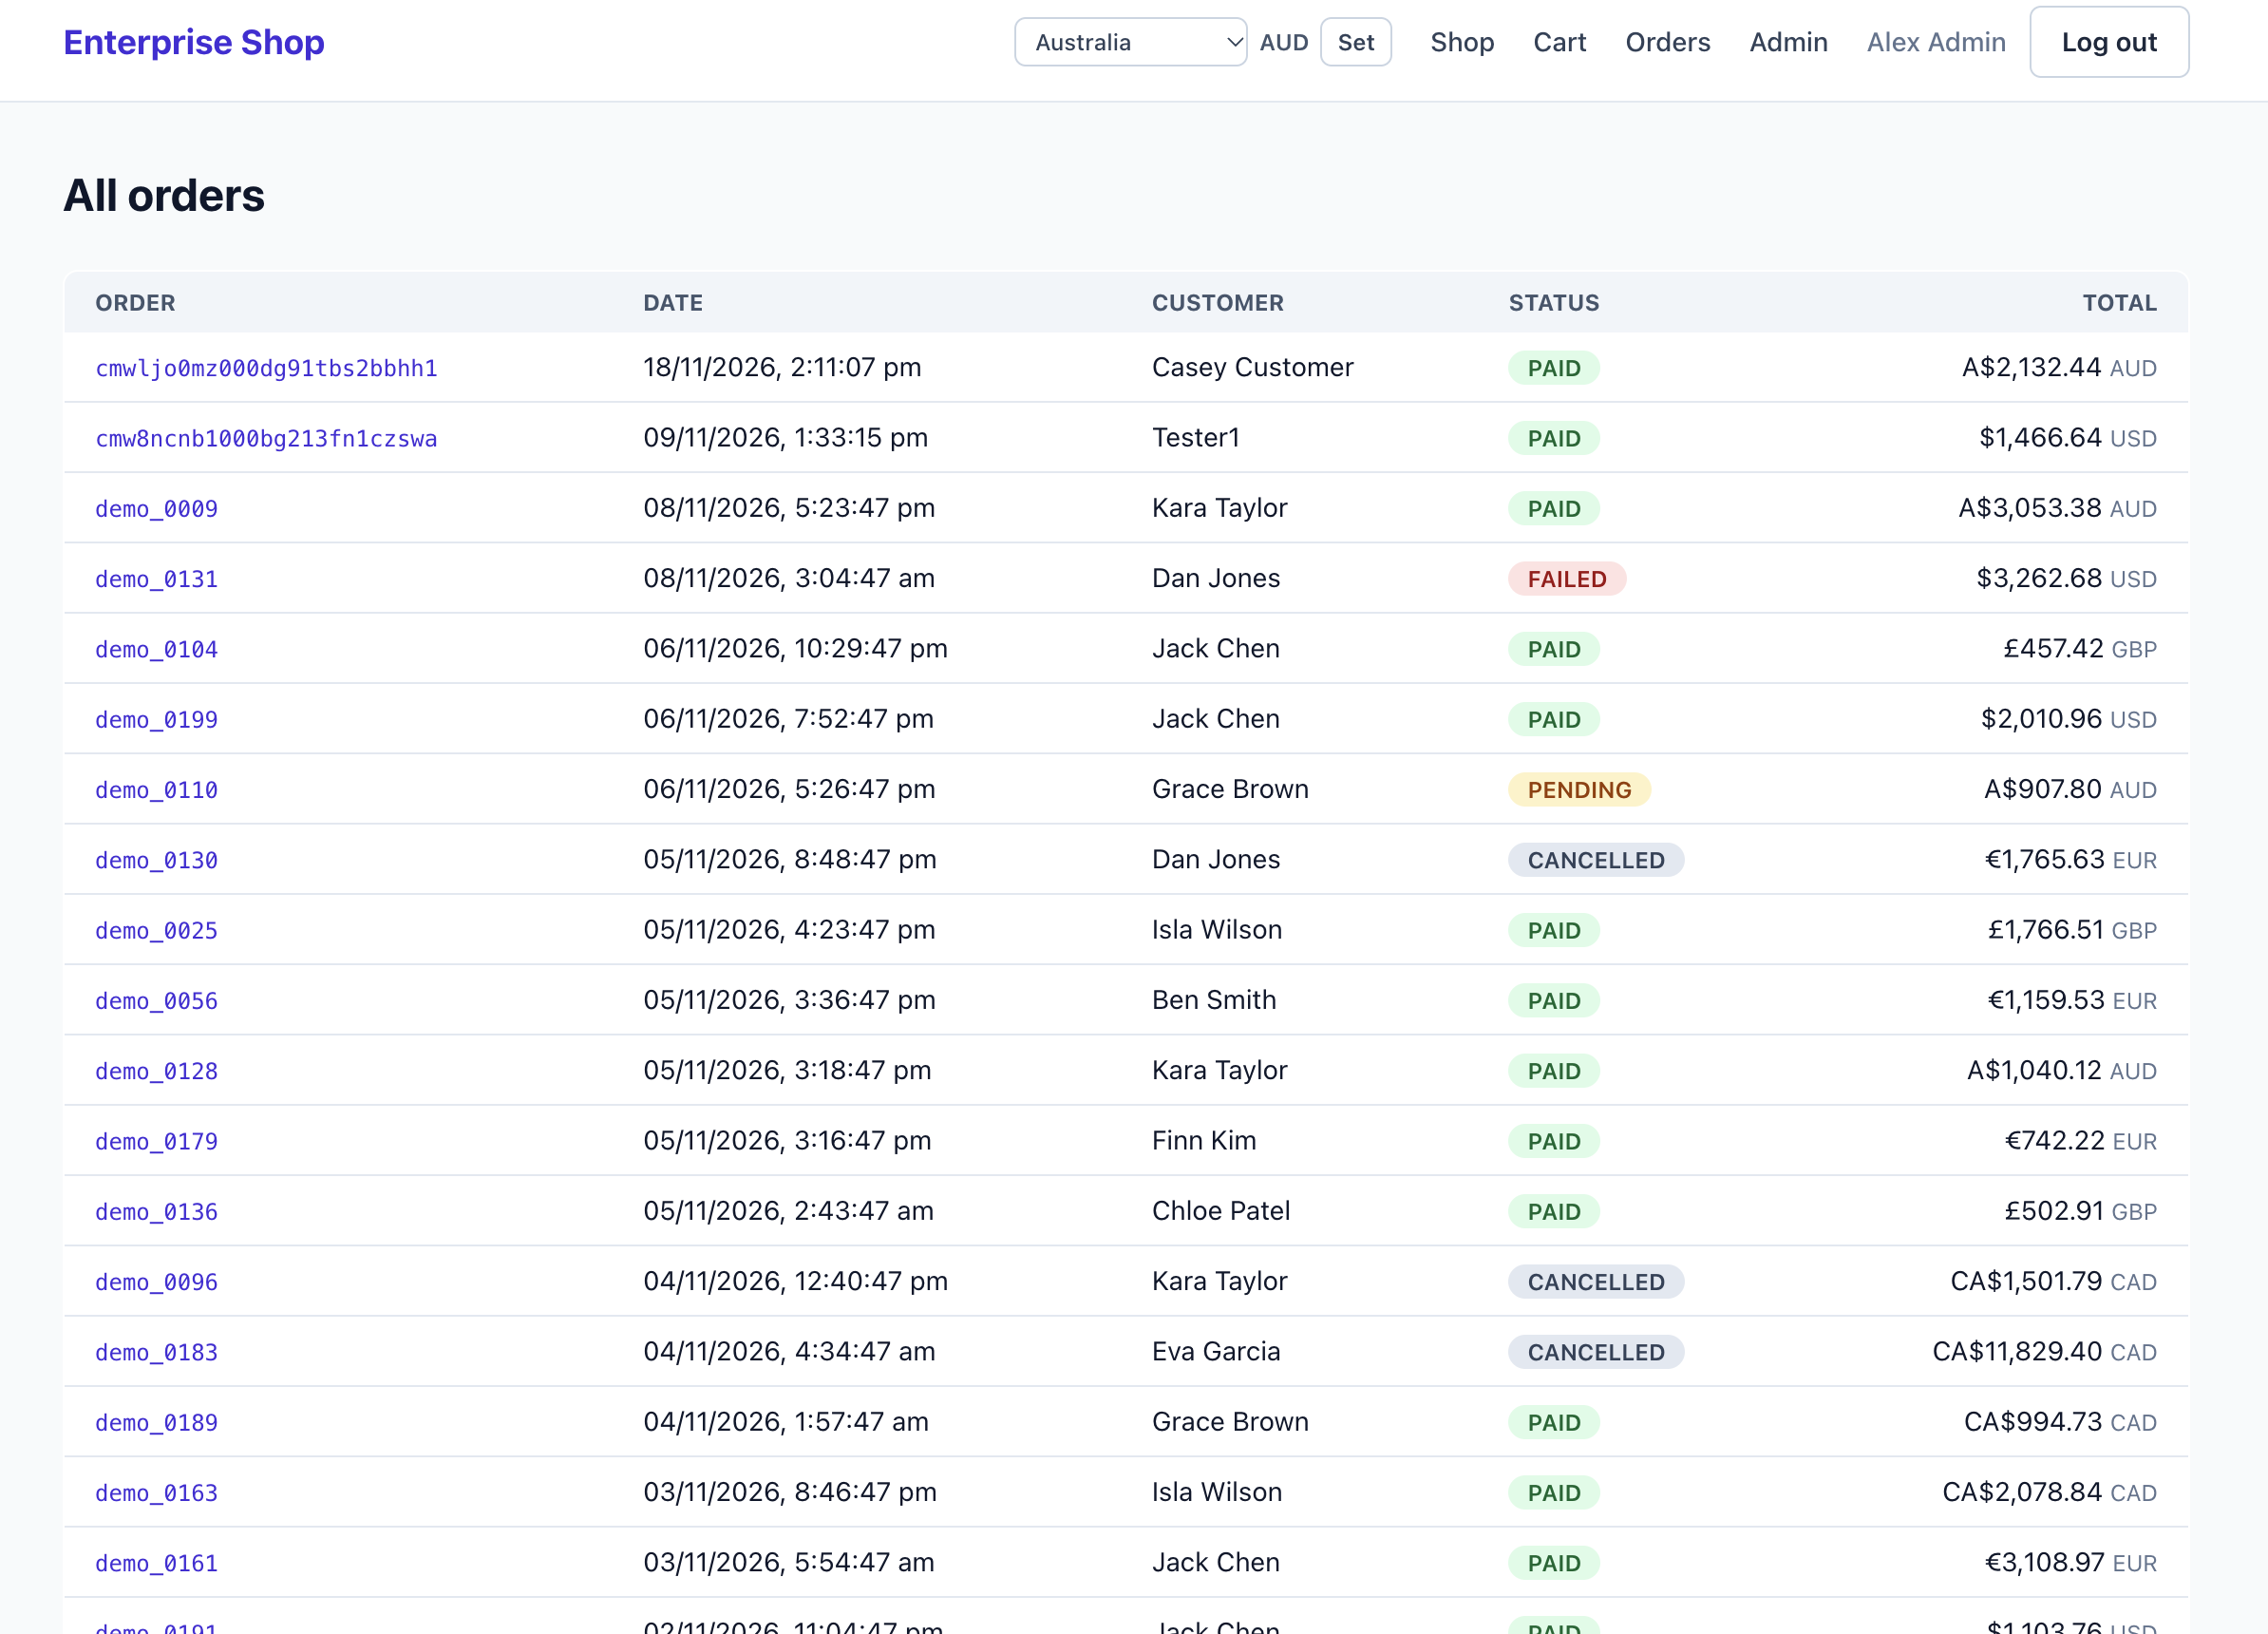 Enterprise Shop Australia AUD Set Shop Cart Orders Admin Alex Admin Log out
All orders
ORDER DATE CUSTOMER STATUS TOTAL
cmwljo0mz000dg91tbs2bbhh1 18/11/2026, 2:11:07 pm Casey Customer PAID A$2,132.44 AUD
cmw8ncnb1000bg213fn1czswa 09/11/2026, 1:33:15 pm Tester1 PAID $1,466.64 USD
demo_0009 08/11/2026, 5:23:47 pm Kara Taylor PAID A$3,053.38 AUD
demo_0131 08/11/2026, 3:04:47 am Dan Jones FAILED $3,262.68 USD
demo_0104 06/11/2026, 10:29:47 pm Jack Chen PAID £457.42 GBP
demo_0199 06/11/2026, 7:52:47 pm Jack Chen PAID $2,010.96 USD
demo_0110 06/11/2026, 5:26:47 pm Grace Brown PENDING A$907.80 AUD
demo_0130 05/11/2026, 8:48:47 pm Dan Jones CANCELLED €1,765.63 EUR
demo_0025 05/11/2026, 4:23:47 pm Isla Wilson PAID £1,766.51 GBP
demo_0056 05/11/2026, 3:36:47 pm Ben Smith PAID €1,159.53 EUR
demo_0128 05/11/2026, 3:18:47 pm Kara Taylor PAID A$1,040.12 AUD
demo_0179 05/11/2026, 3:16:47 pm Finn Kim PAID €742.22 EUR
demo_0136 05/11/2026, 2:43:47 am Chloe Patel PAID £502.91 GBP
demo_0096 04/11/2026, 12:40:47 pm Kara Taylor CANCELLED CA$1,501.79 CAD
demo_0183 04/11/2026, 4:34:47 am Eva Garcia CANCELLED CA$11,829.40 CAD
demo_0189 04/11/2026, 1:57:47 am Grace Brown PAID CA$994.73 CAD
demo_0163 03/11/2026, 8:46:47 pm Isla Wilson PAID CA$2,078.84 CAD
demo_0161 03/11/2026, 5:54:47 am Jack Chen PAID €3,108.97 EUR
demo_0191 02/11/2026, 11:04:47 pm Jack Chen PAID $1,103.76 USD